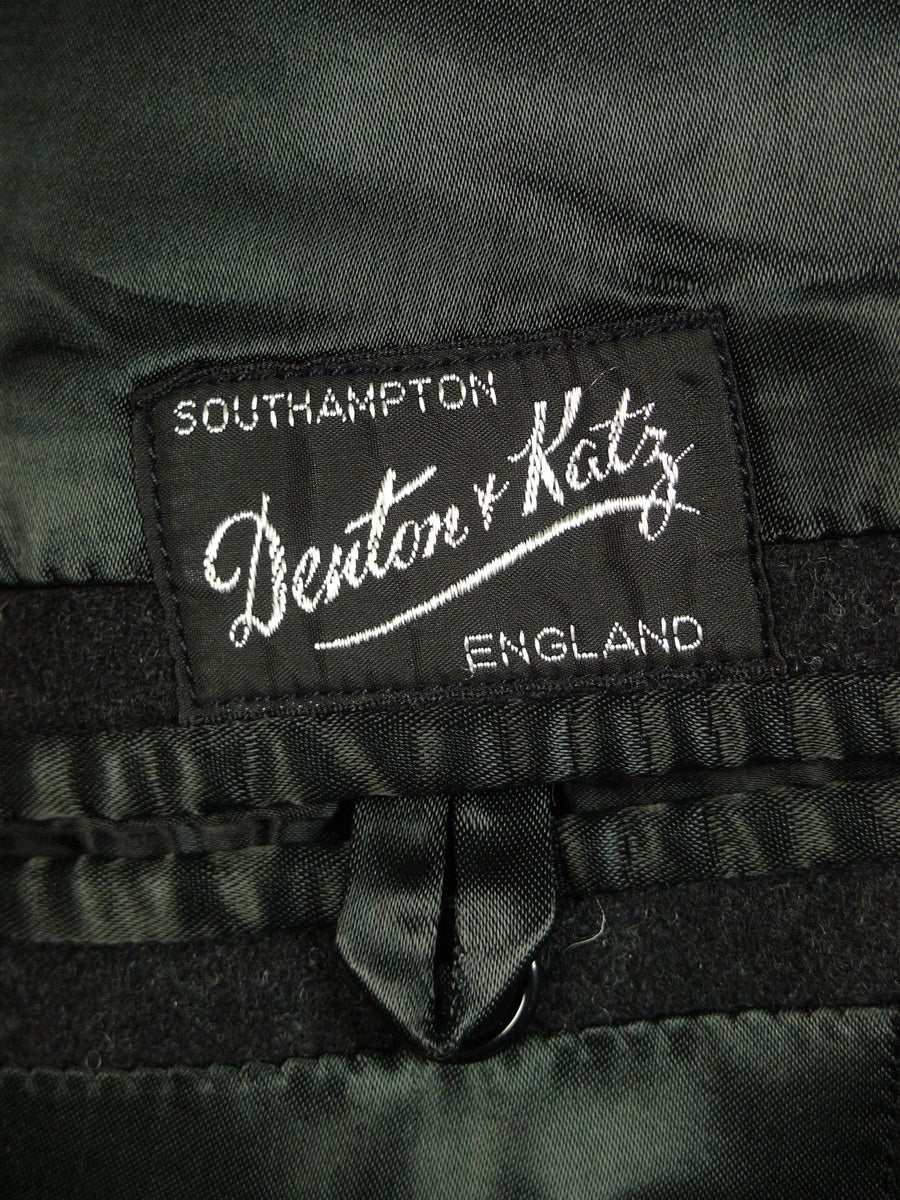 SOUTHAMPTON
Denton & Katz
ENGLAND